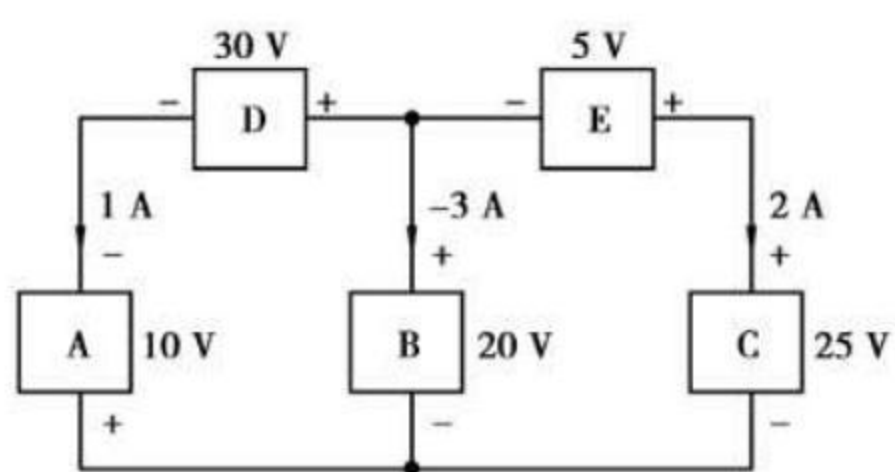 30 V 5 V
− D + − E +
1 A −3 A 2 A
− + +
A 10 V B 20 V C 25 V
+ − −